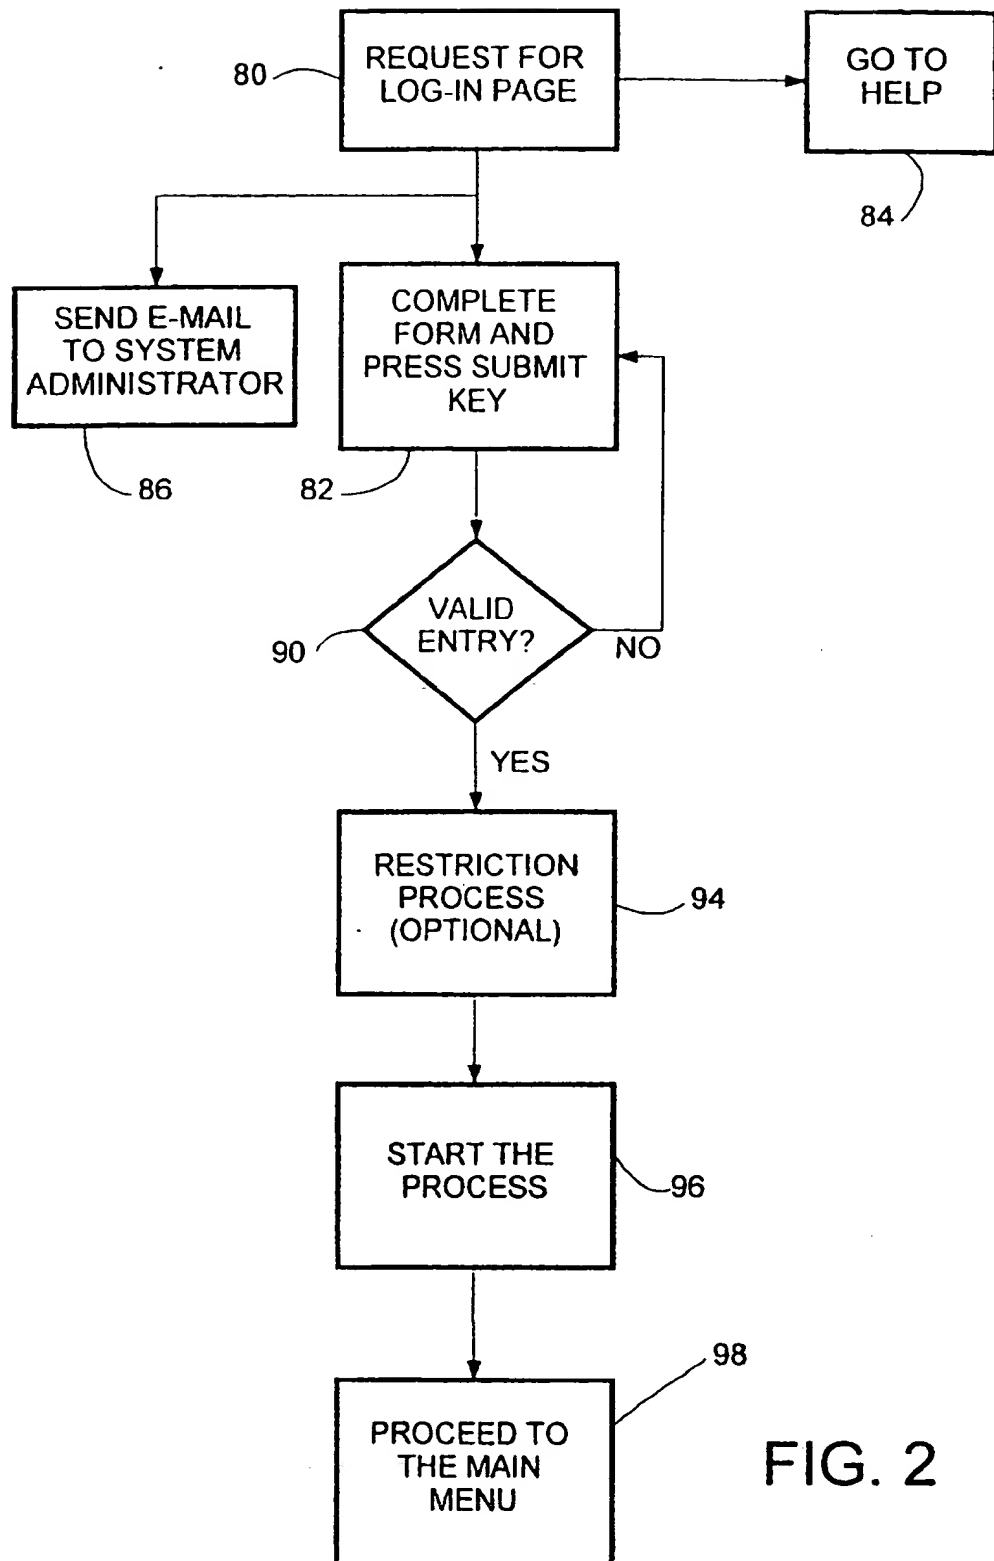 REQUEST FOR
LOG-IN PAGE
80
GO TO
HELP
84
SEND E-MAIL
TO SYSTEM
ADMINISTRATOR
86
COMPLETE
FORM AND
PRESS SUBMIT
KEY
82
VALID
ENTRY?
90
NO
YES
RESTRICTION
PROCESS
(OPTIONAL)
94
START THE
PROCESS
96
98
PROCEED TO
THE MAIN
MENU
FIG. 2